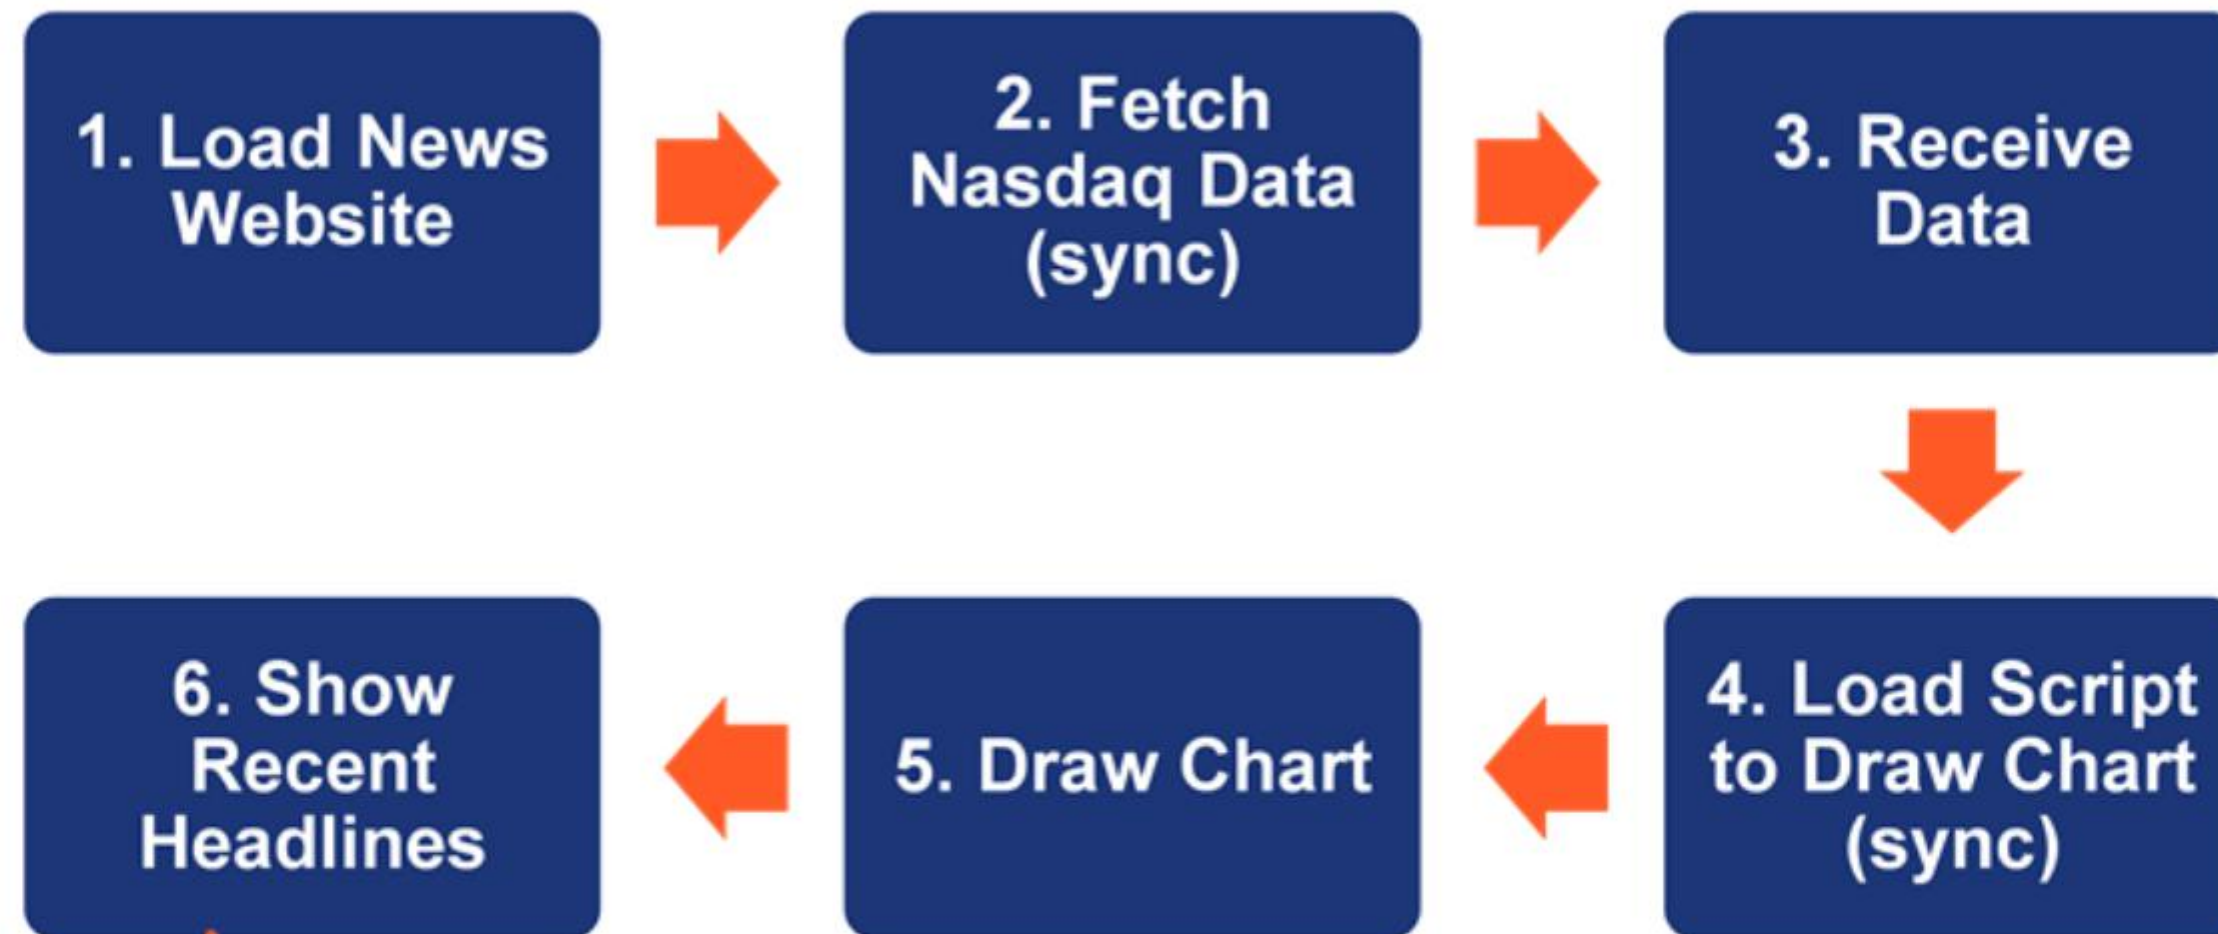 1. Load News
Website
2. Fetch
Nasdaq Data
(sync)
3. Receive
Data
4. Load Script
to Draw Chart
(sync)
5. Draw Chart
6. Show
Recent
Headlines